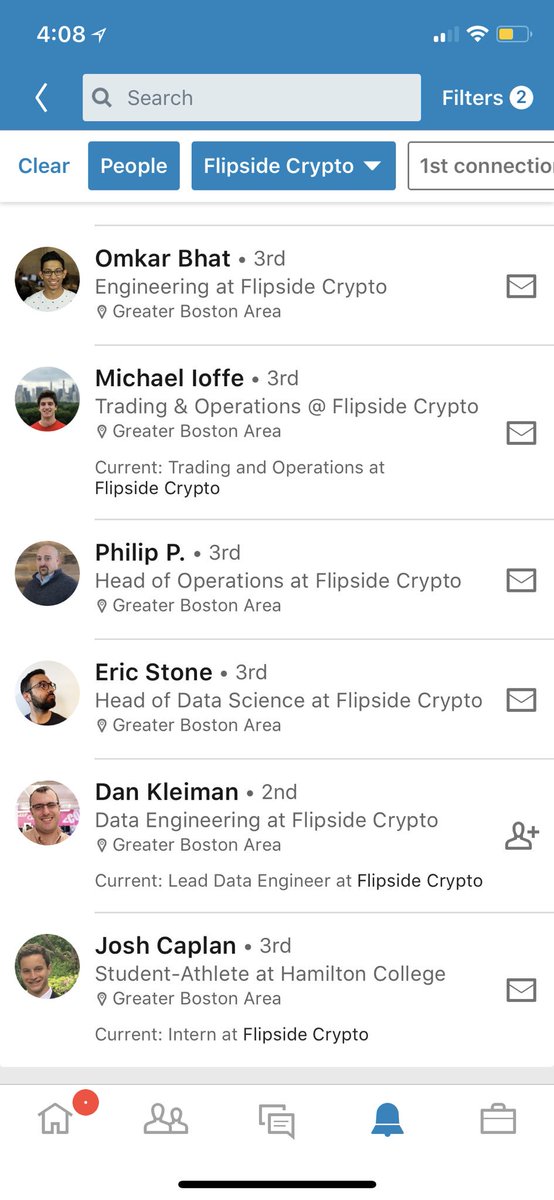 4:08
Search
Filters 2
Clear People Flipside Crypto 1st connectio
Omkar Bhat • 3rd
Engineering at Flipside Crypto
Greater Boston Area
Michael Ioffe • 3rd
Trading & Operations @ Flipside Crypto
Greater Boston Area
Current: Trading and Operations at
Flipside Crypto
Philip P. • 3rd
Head of Operations at Flipside Crypto
Greater Boston Area
Eric Stone • 3rd
Head of Data Science at Flipside Crypto
Greater Boston Area
Dan Kleiman • 2nd
Data Engineering at Flipside Crypto
Greater Boston Area
Current: Lead Data Engineer at Flipside Crypto
Josh Caplan • 3rd
Student-Athlete at Hamilton College
Greater Boston Area
Current: Intern at Flipside Crypto